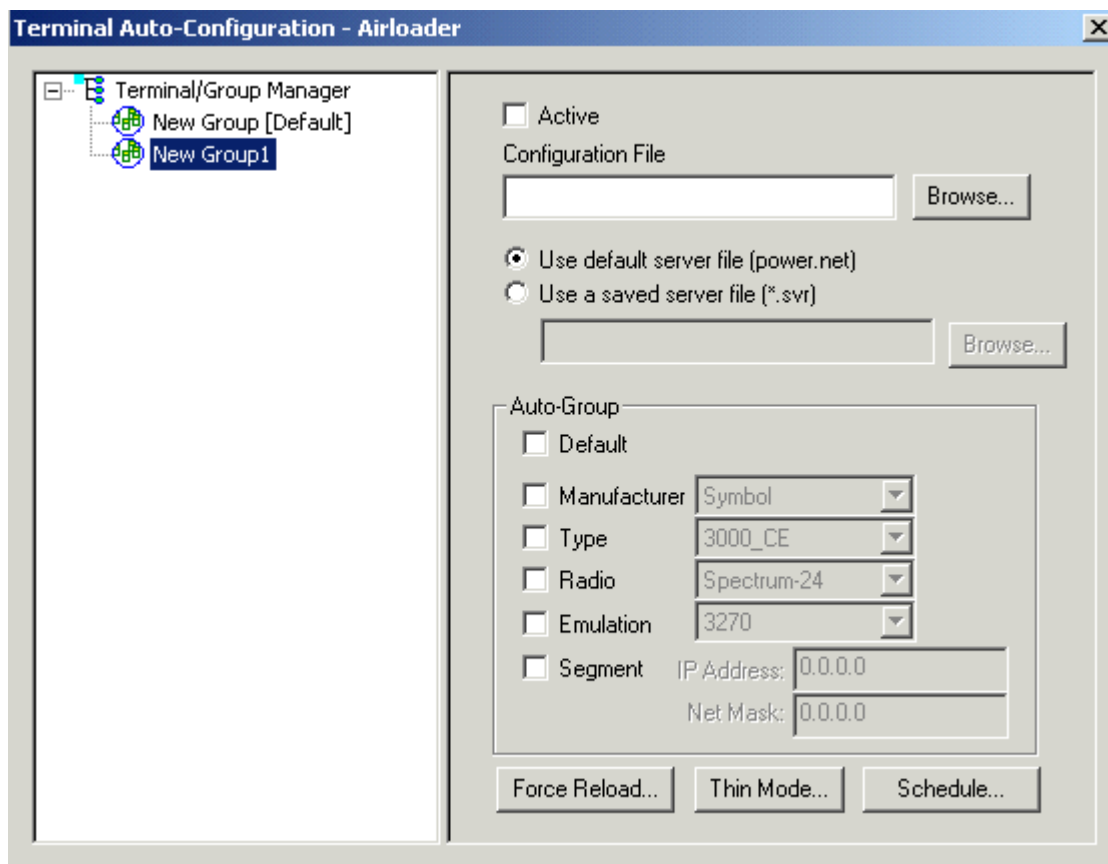 Terminal Auto-Configuration - Airloader
Terminal/Group Manager
New Group [Default]
New Group1
Active
Configuration File
Browse...
Use default server file (power.net)
Use a saved server file (*.svr)
Browse...
Auto-Group
Default
Manufacturer Symbol
Type 3000_CE
Radio Spectrum-24
Emulation 3270
Segment IP Address: 0.0.0.0
Net Mask: 0.0.0.0
Force Reload... Thin Mode... Schedule...